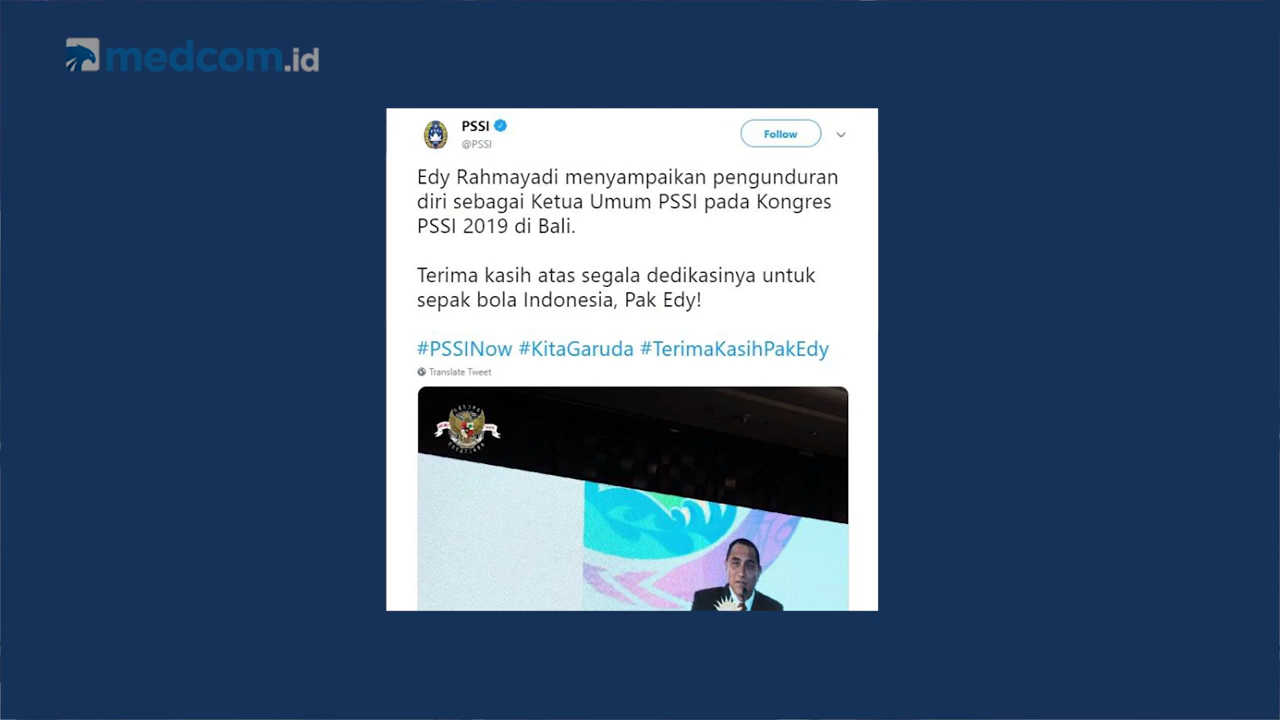 medcom.id
PSSI
@PSSI
Follow
Edy Rahmayadi menyampaikan pengunduran
diri sebagai Ketua Umum PSSI pada Kongres
PSSI 2019 di Bali.
Terima kasih atas segala dedikasinya untuk
sepak bola Indonesia, Pak Edy!
#PSSINow #KitaGaruda #TerimaKasihPakEdy
Translate Tweet